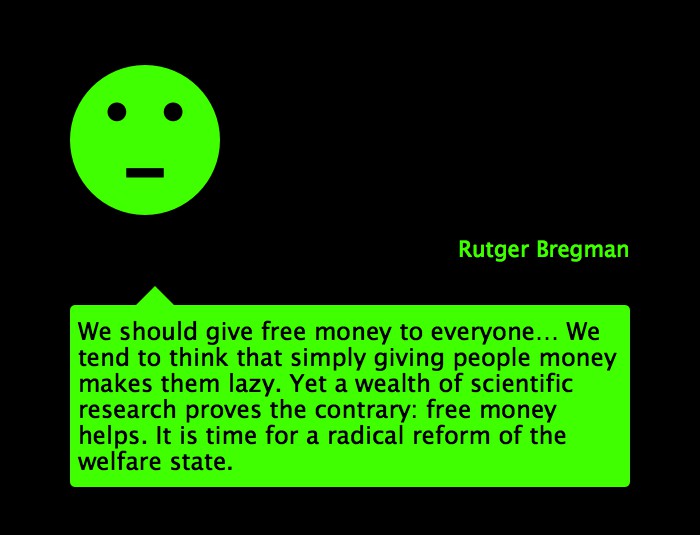 Rutger Bregman
We should give free money to everyone… We
tend to think that simply giving people money
makes them lazy. Yet a wealth of scientific
research proves the contrary: free money
helps. It is time for a radical reform of the
welfare state.